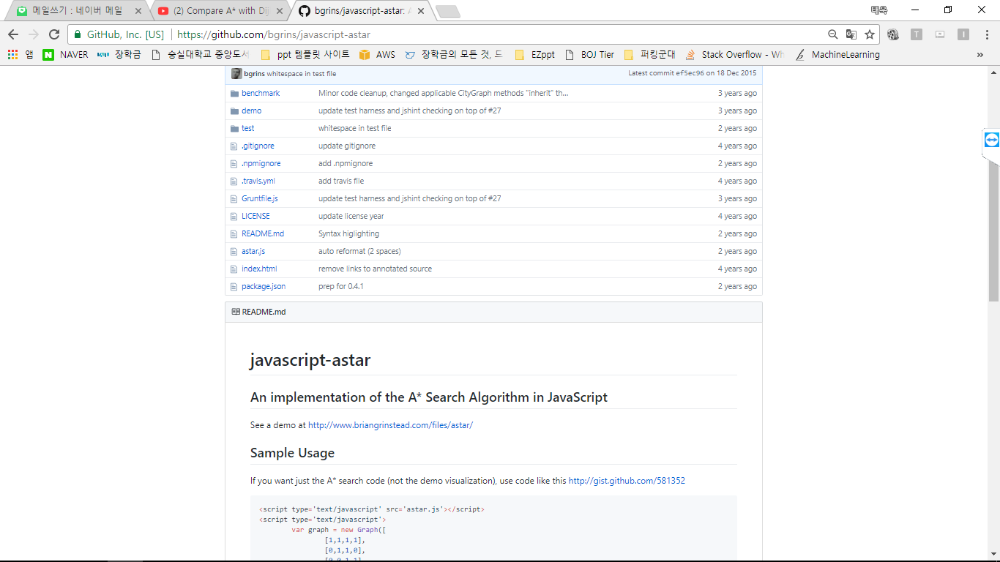 메일쓰기 : 네이버 메일
(2) Compare A* with Dij
bgrins/javascript-astar: A
태욱
GitHub, Inc. [US]
https://github.com/bgrins/javascript-astar
앱
NAVER
장학금
숭실대학교 중앙도서
ppt 템플릿 사이트
AWS
장학금의 모든 것, 드
EZppt
BOJ Tier
퍼킹군대
Stack Overflow - Wh
MachineLearning
»
bgrins whitespace in test file
Latest commit ef5ec96 on 18 Dec 2015
benchmark Minor code cleanup, changed applicable CityGraph methods "inherit" th... 3 years ago
demo update test harness and jshint checking on top of #27 3 years ago
test whitespace in test file 2 years ago
.gitignore update gitignore 4 years ago
.npmignore add .npmignore 2 years ago
.travis.yml add travis file 4 years ago
Gruntfile.js update test harness and jshint checking on top of #27 3 years ago
LICENSE update license year 4 years ago
README.md Syntax higlighting 2 years ago
astar.js auto reformat (2 spaces) 2 years ago
index.html remove links to annotated source 4 years ago
package.json prep for 0.4.1 2 years ago
README.md
javascript-astar
An implementation of the A* Search Algorithm in JavaScript
See a demo at http://www.briangrinstead.com/files/astar/
Sample Usage
If you want just the A* search code (not the demo visualization), use code like this http://gist.github.com/581352
<script type='text/javascript' src='astar.js'></script>
<script type='text/javascript'>
var graph = new Graph([
[1,1,1,1],
[0,1,1,0],
[0,0,1,1],